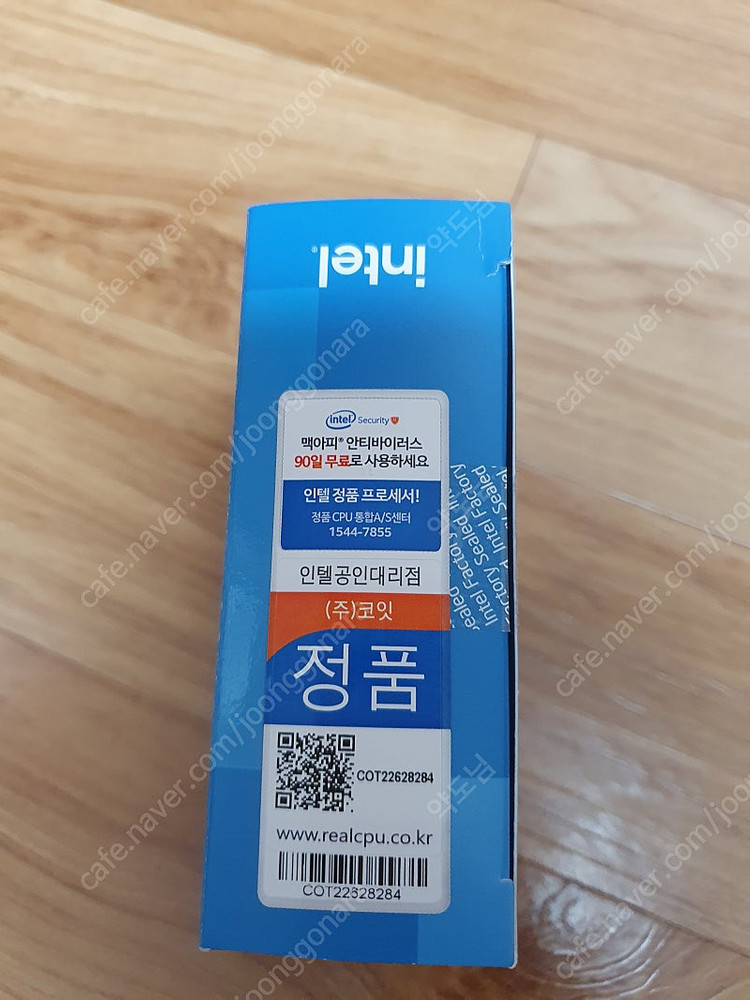 intel
intel Security
맥아피® 안티바이러스
90일 무료로 사용하세요
인텔 정품 프로세서!
정품 CPU 통합A/S센터
1544-7855
인텔공인대리점
(주)코잇
정품
COT22628284
www.realcpu.co.kr
COT22628284
Intel Factory Sealed
cafe.naver.com/joonggonara
약도님